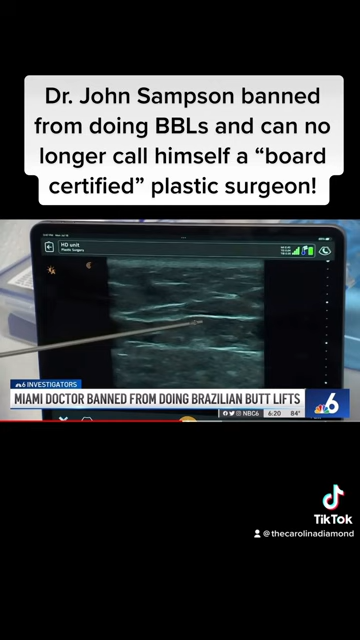 Dr. John Sampson banned
from doing BBLs and can no
longer call himself a “board
certified” plastic surgeon!
HD unit
Plastic Surgery
6 INVESTIGATORS
MIAMI DOCTOR BANNED FROM DOING BRAZILIAN BUTT LIFTS
6
NBC6 6:20 84°
TikTok
@thecarolinadiamond